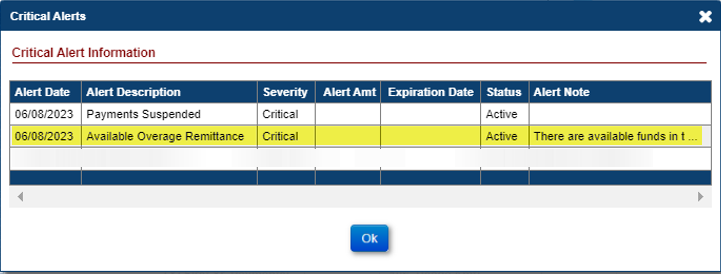 Critical Alerts
Critical Alert Information
Alert Date Alert Description Severity Alert Amt Expiration Date Status Alert Note
06/08/2023 Payments Suspended Critical Active
06/08/2023 Available Overage Remittance Critical Active There are available funds in t ...
Ok